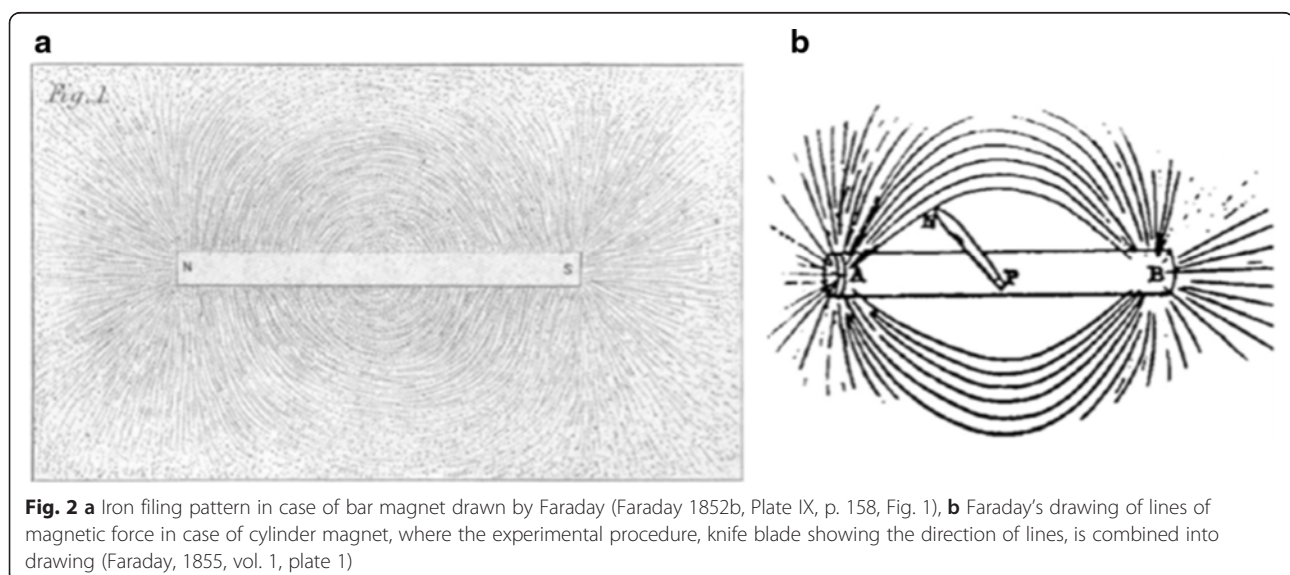 a
b
Fig. 1
N
S
N
A
P
B
Fig. 2 a Iron filing pattern in case of bar magnet drawn by Faraday (Faraday 1852b, Plate IX, p. 158, Fig. 1), b Faraday’s drawing of lines of
magnetic force in case of cylinder magnet, where the experimental procedure, knife blade showing the direction of lines, is combined into
drawing (Faraday, 1855, vol. 1, plate 1)